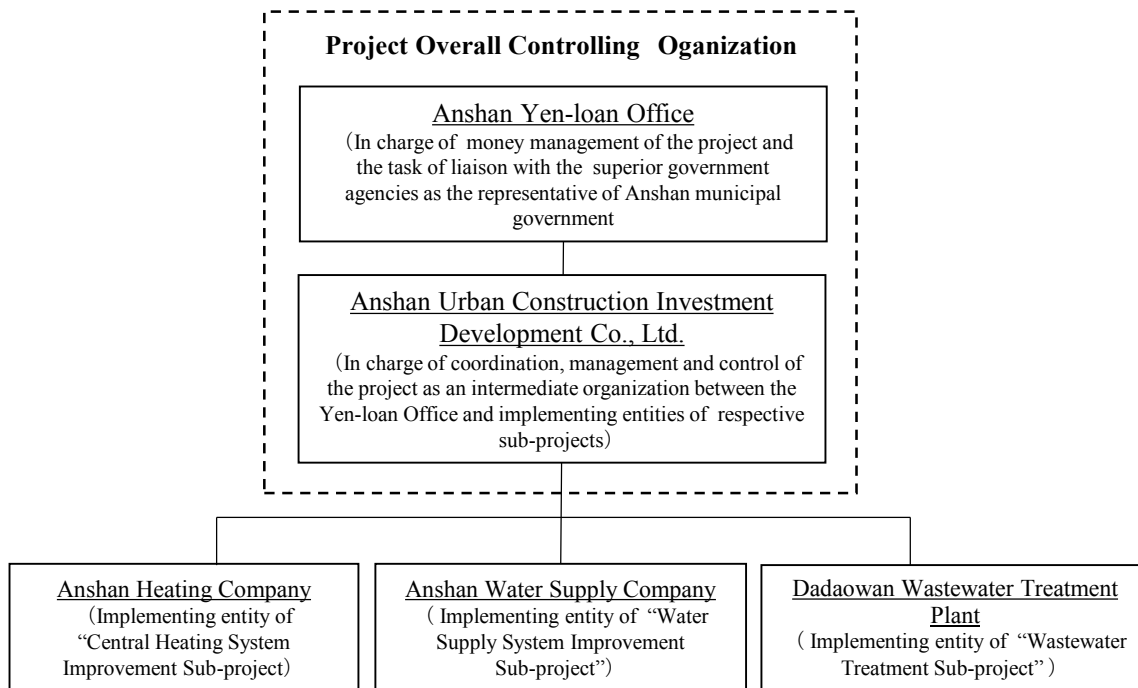 Project Overall Controlling Oganization
Anshan Yen-loan Office
（In charge of money management of the project and
the task of liaison with the superior government
agencies as the representative of Anshan municipal
government
Anshan Urban Construction Investment
Development Co., Ltd.
（In charge of coordination, management and control of
the project as an intermediate organization between the
Yen-loan Office and implementing entities of respective
sub-projects）
Anshan Heating Company
（Implementing entity of
“Central Heating System
Improvement Sub-project）
Anshan Water Supply Company
（ Implementing entity of “Water
Supply System Improvement
Sub-project”）
Dadaowan Wastewater Treatment
Plant
（ Implementing entity of “Wastewater
Treatment Sub-project”）